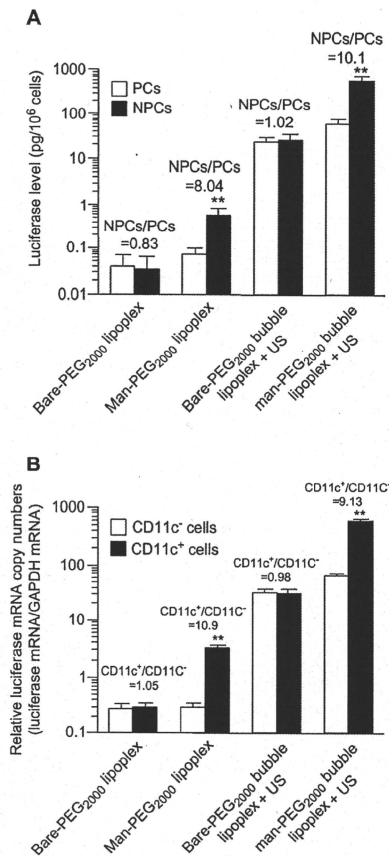 A
Luciferase level (pg/10⁶ cells)
1000
100
10
1
0.1
0.01
PCs
NPCs
NPCs/PCs
=0.83
NPCs/PCs
=8.04
**
NPCs/PCs
=1.02
NPCs/PCs
=10.1
**
Bare-PEG₂₀₀₀ lipoplex
Man-PEG₂₀₀₀ lipoplex
Bare-PEG₂₀₀₀ bubble
lipoplex + US
man-PEG₂₀₀₀ bubble
lipoplex + US
B
Relative luciferase mRNA copy numbers
(luciferase mRNA/GAPDH mRNA)
1000
100
10
1
0.1
CD11c⁻ cells
CD11c⁺ cells
CD11c⁺/CD11C⁻
=1.05
CD11c⁺/CD11C⁻
=10.9
**
CD11c⁺/CD11C⁻
=0.98
CD11c⁺/CD11C⁻
=9.13
**
Bare-PEG₂₀₀₀ lipoplex
Man-PEG₂₀₀₀ lipoplex
Bare-PEG₂₀₀₀ bubble
lipoplex + US
man-PEG₂₀₀₀ bubble
lipoplex + US